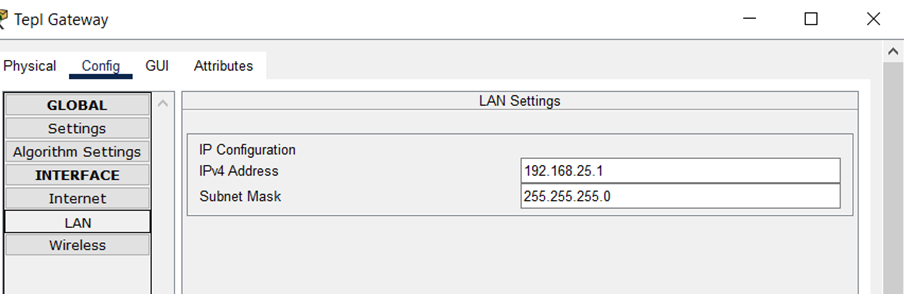 Tepl Gateway
Physical Config GUI Attributes
GLOBAL
Settings
Algorithm Settings
INTERFACE
Internet
LAN
Wireless
LAN Settings
IP Configuration
IPv4 Address 192.168.25.1
Subnet Mask 255.255.255.0